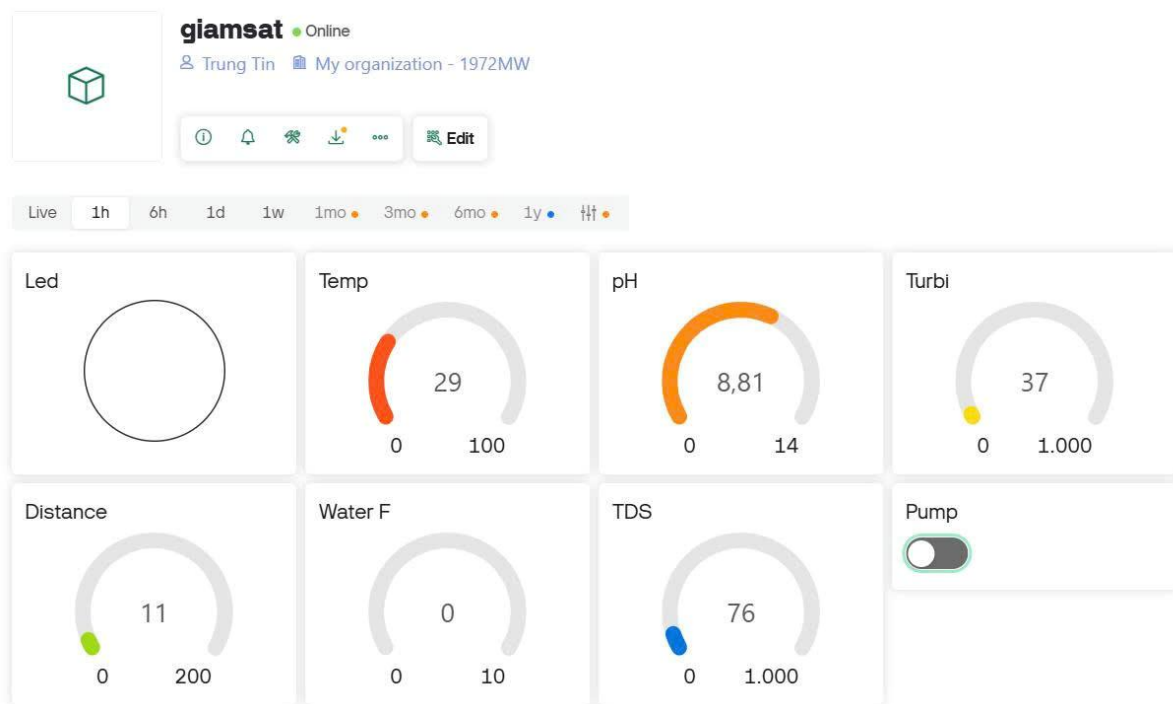 giamsat Online
Trung Tin My organization - 1972MW
Edit
Live 1h 6h 1d 1w 1mo 3mo 6mo 1y
Led
Temp
29
0 100
pH
8,81
0 14
Turbi
37
0 1.000
Distance
11
0 200
Water F
0
0 10
TDS
76
0 1.000
Pump